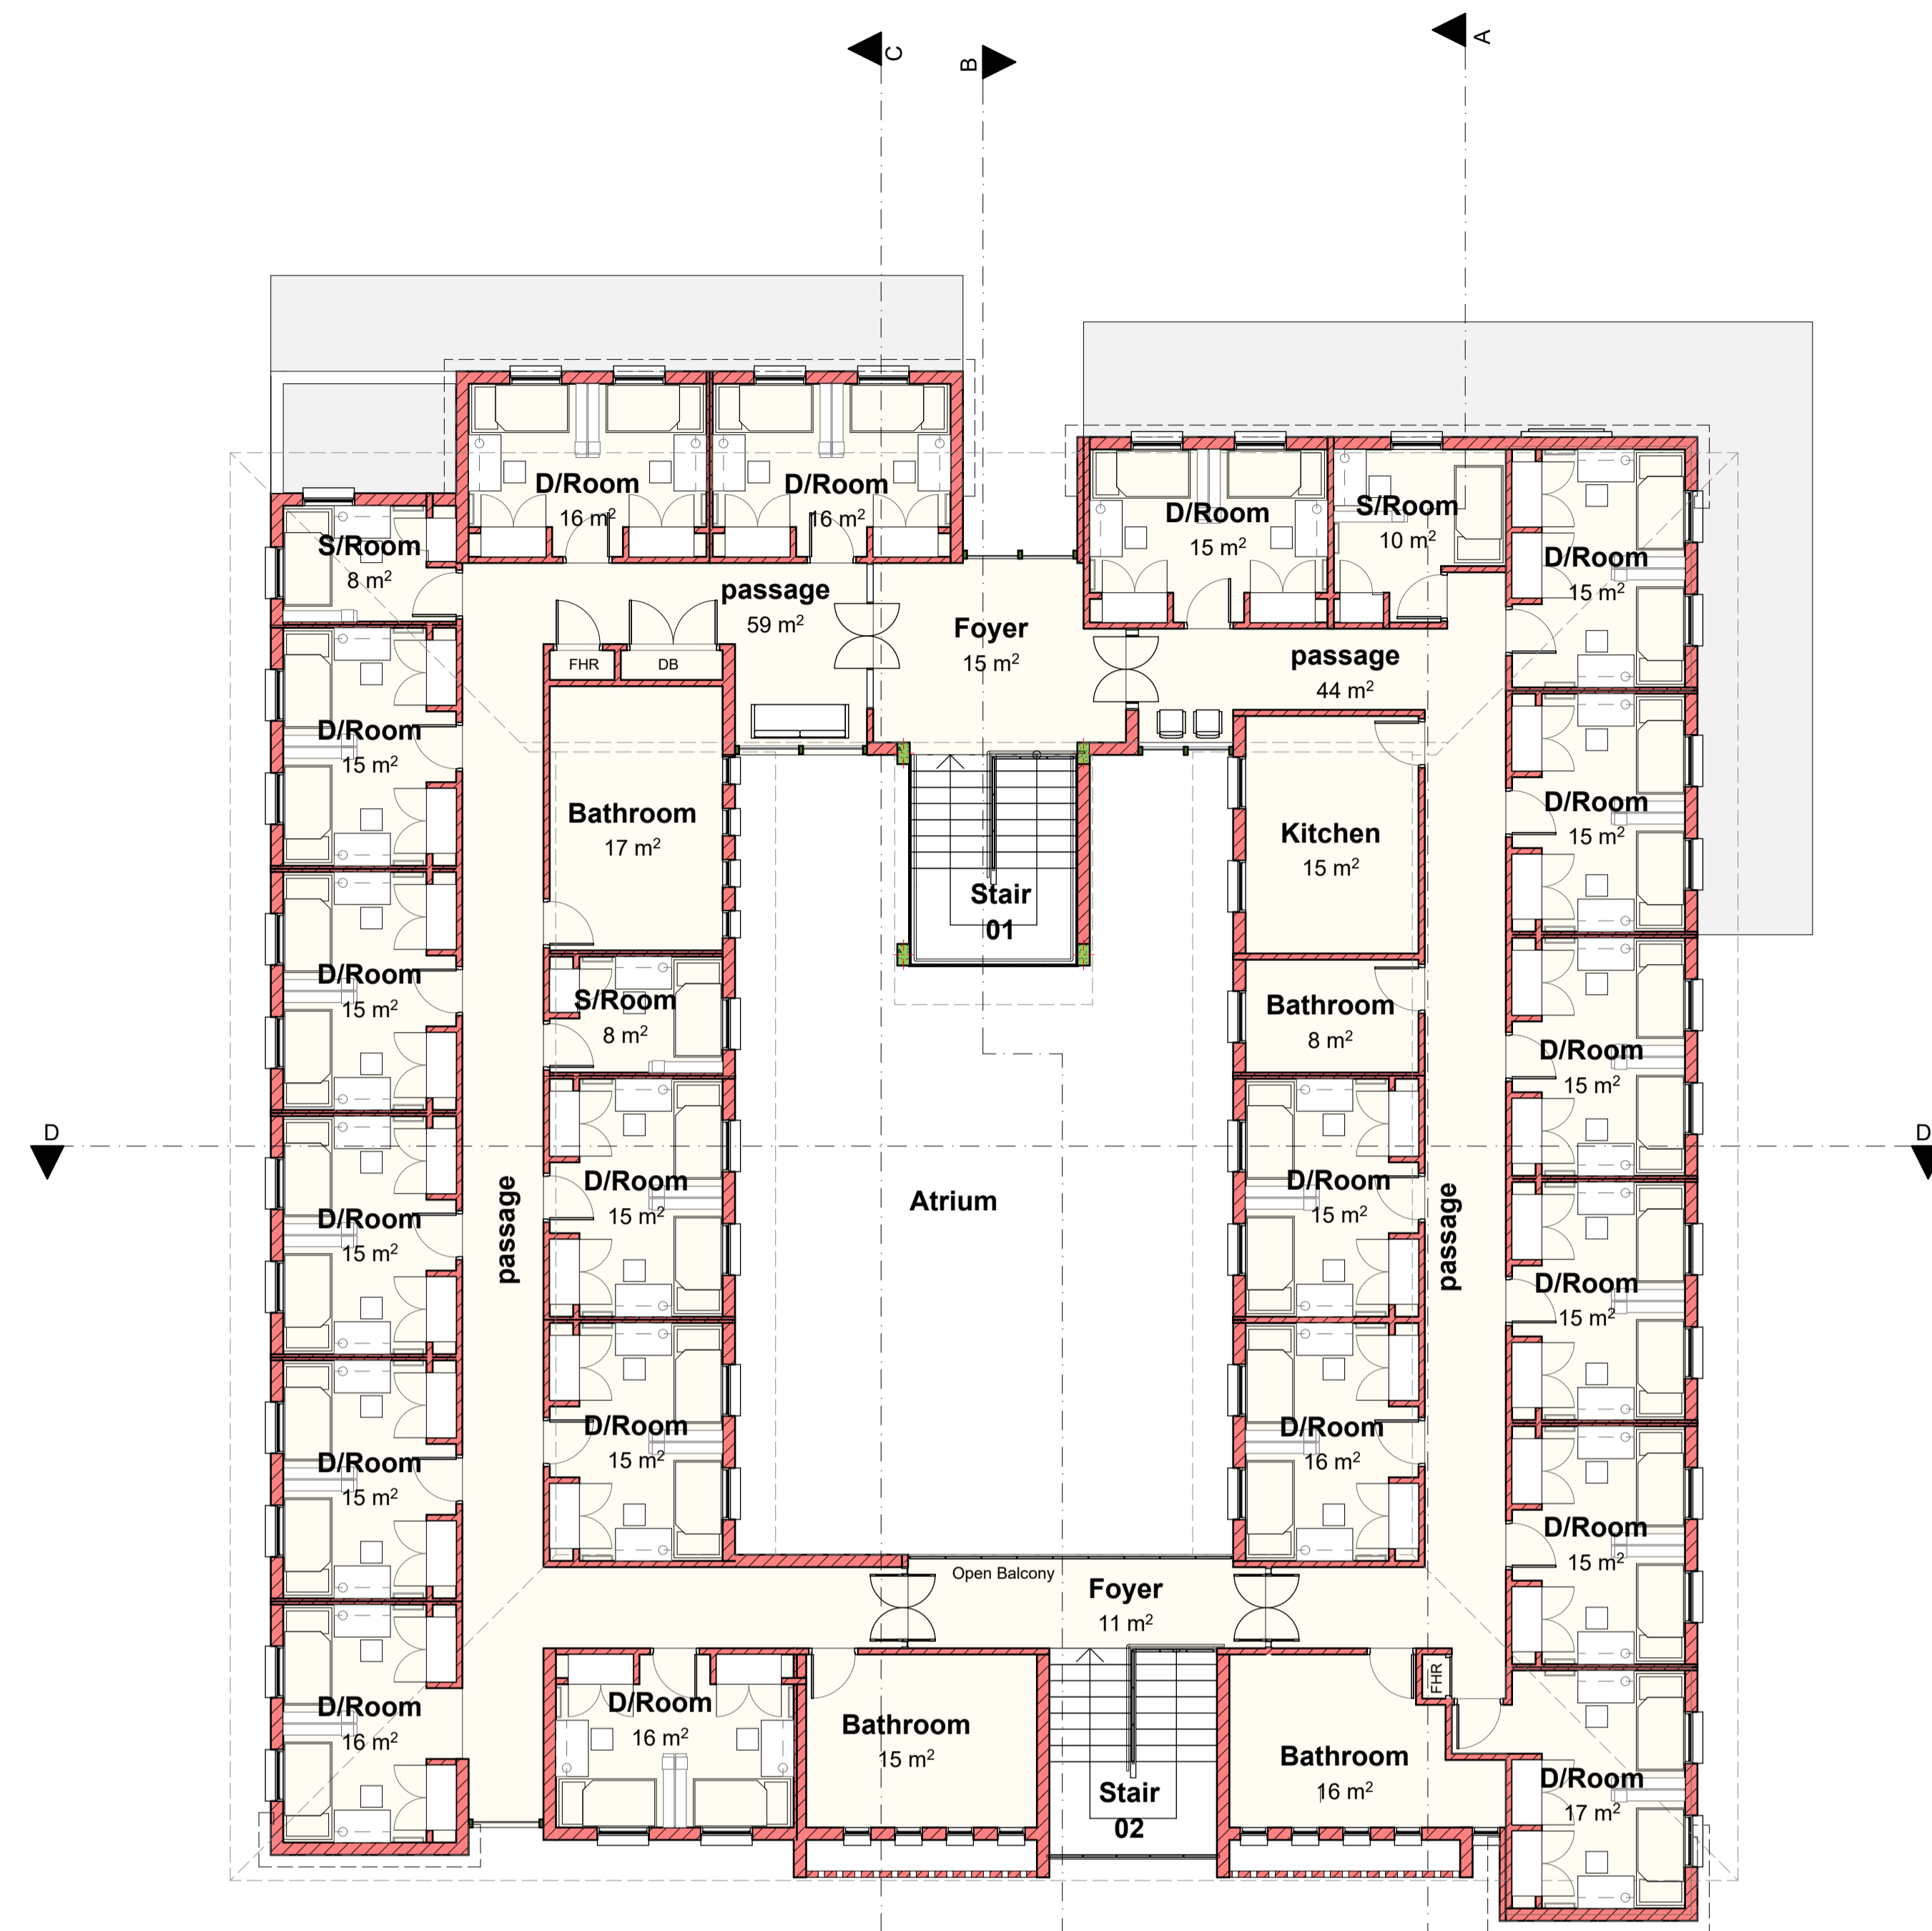 C
B
A
D/Room
16 m²
D/Room
16 m²
D/Room
15 m²
S/Room
10 m²
S/Room
8 m²
D/Room
15 m²
passage
59 m²
Foyer
15 m²
passage
44 m²
FHR
DB
D/Room
15 m²
Bathroom
17 m²
Kitchen
15 m²
D/Room
15 m²
Stair
01
D/Room
15 m²
S/Room
8 m²
Bathroom
8 m²
D/Room
15 m²
D
D
D/Room
15 m²
passage
D/Room
15 m²
Atrium
D/Room
15 m²
passage
D/Room
15 m²
D/Room
15 m²
D/Room
15 m²
D/Room
16 m²
D/Room
15 m²
Open Balcony
Foyer
11 m²
FHR
D/Room
16 m²
D/Room
16 m²
Bathroom
15 m²
Stair
02
Bathroom
16 m²
D/Room
17 m²